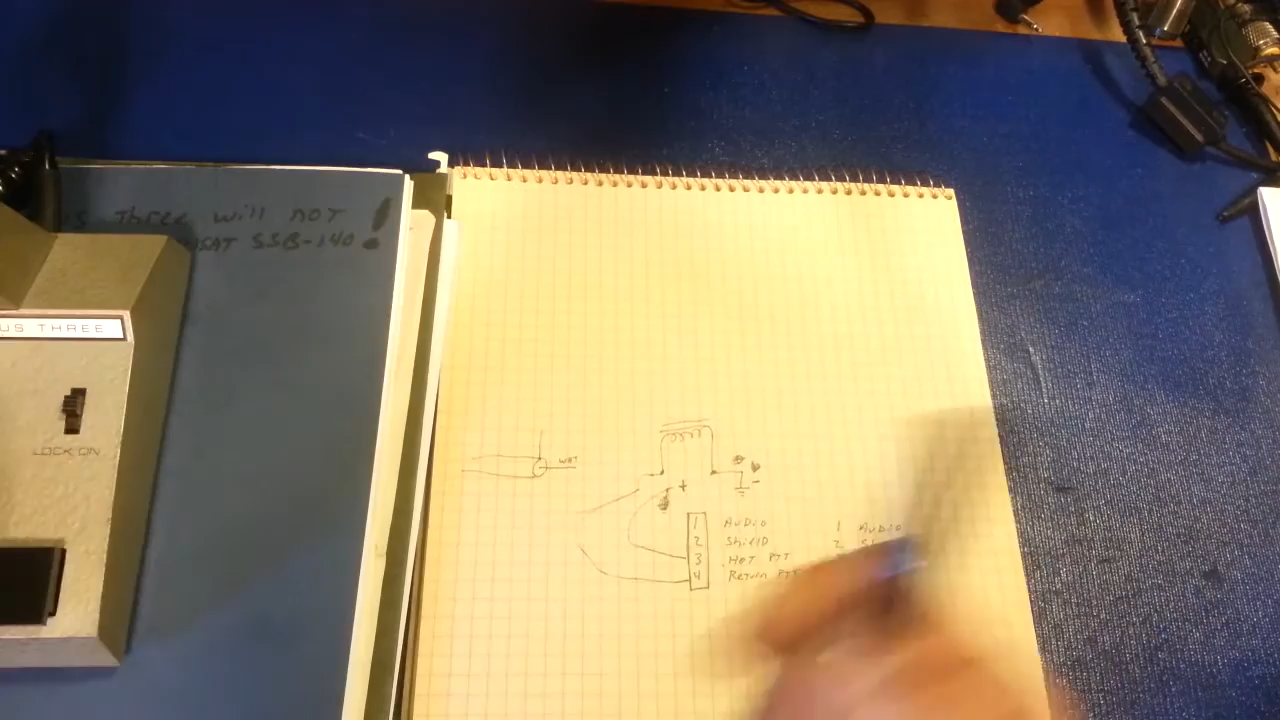 Three will NOT !
SSB-140
US THREE
LOCK ON
+
-
1 AUDIO
2 ShielD
3 HOT PTT
4 Return PTT
1 AUDIO
2